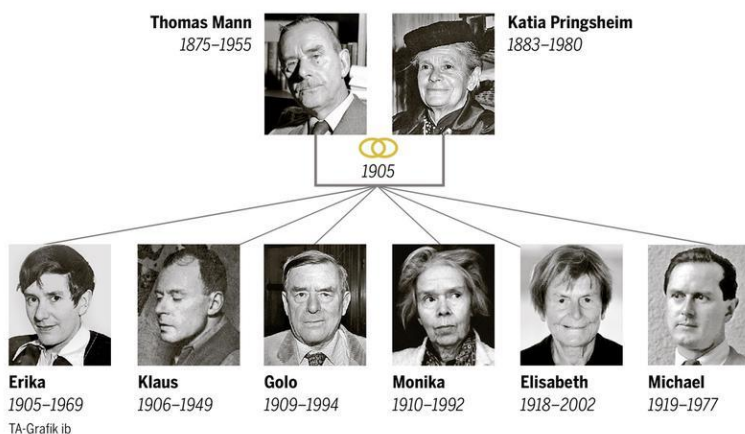 Thomas Mann
1875–1955
Katia Pringsheim
1883–1980
1905
Erika
1905–1969
Klaus
1906–1949
Golo
1909–1994
Monika
1910–1992
Elisabeth
1918–2002
Michael
1919–1977
TA-Grafik ib